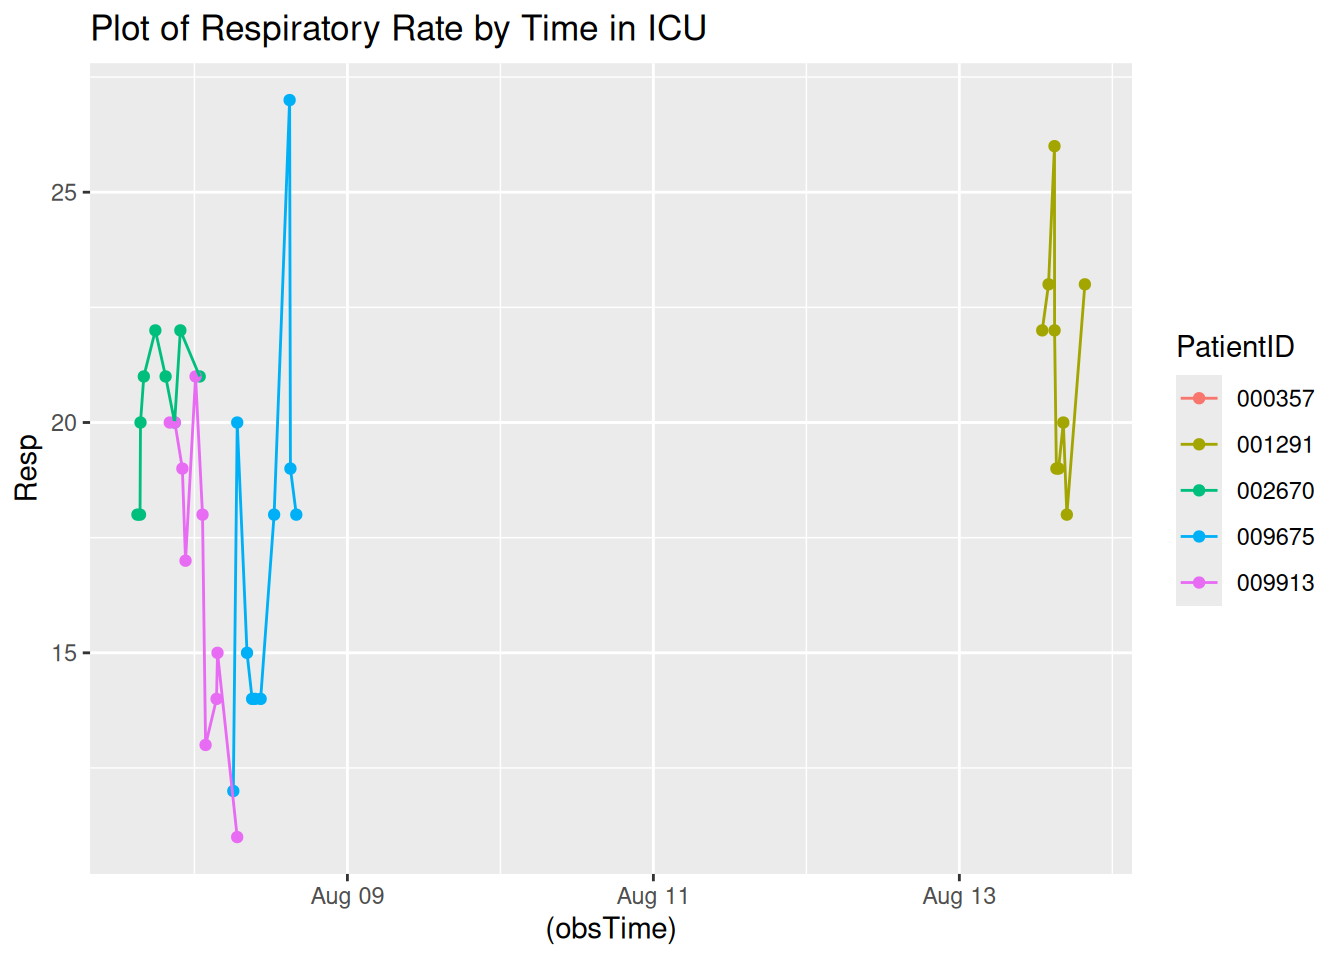 Plot of Respiratory Rate by Time in ICU
Resp
25
20
15
Aug 09
Aug 11
Aug 13
(obsTime)
PatientID
000357
001291
002670
009675
009913